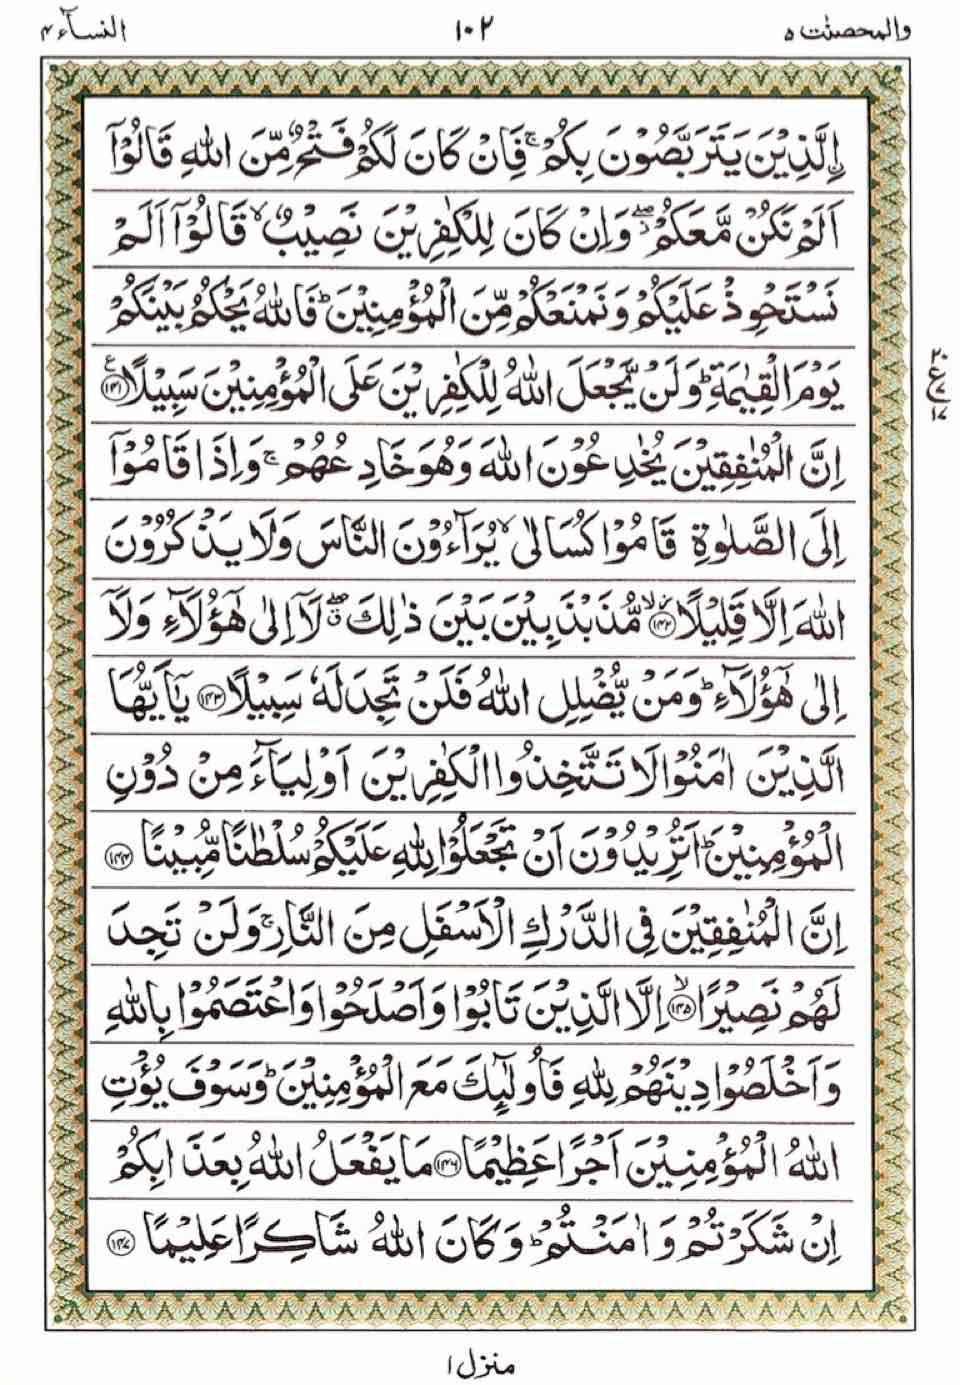 والمحصنٰت ۵
۱۰۲
النسآء ۴
اۨلَّذِيۡنَ يَتَرَبَّصُوۡنَ بِكُمۡ‌ ۚ فَاِنۡ كَانَ لَكُمۡ فَتۡحٌ مِّنَ اللّٰهِ قَالُوۡۤا
اَلَمۡ نَكُنۡ مَّعَكُمۡ ‌ۖ وَاِنۡ كَانَ لِلۡكٰفِرِيۡنَ نَصِيۡبٌ ۙ قَالُوۡۤا اَلَمۡ
نَسۡتَحۡوِذۡ عَلَيۡكُمۡ وَنَمۡنَعۡكُمۡ مِّنَ الۡمُؤۡمِنِيۡنَ‌ ؕ فَاللّٰهُ يَحۡكُمُ بَيۡنَكُمۡ
يَوۡمَ الۡقِيٰمَةِ‌ ؕ وَلَنۡ يَّجۡعَلَ اللّٰهُ لِلۡكٰفِرِيۡنَ عَلَى الۡمُؤۡمِنِيۡنَ سَبِيۡلًا ﴿۱۴۱﴾ ع
۲۰ ع ۷ ۱۷
اِنَّ الۡمُنٰفِقِيۡنَ يُخٰدِعُوۡنَ اللّٰهَ وَهُوَ خَادِعُهُمۡ‌ ۚ وَاِذَا قَامُوۡۤا
اِلَى الصَّلٰوةِ قَامُوۡا كُسَالٰى ۙ يُرَآءُوۡنَ النَّاسَ وَلَا يَذۡكُرُوۡنَ
اللّٰهَ اِلَّا قَلِيۡلًا ﴿۱۴۲﴾ ۙ مُّذَبۡذَبِيۡنَ بَيۡنَ ذٰ لِكَ ‌ۖ لَاۤ اِلٰى هٰٓؤُلَآءِ وَلَاۤ
اِلٰى هٰٓؤُلَآءِ‌ ؕ وَمَنۡ يُّضۡلِلِ اللّٰهُ فَلَنۡ تَجِدَ لَهٗ سَبِيۡلًا ﴿۱۴۳﴾ يٰۤـاَيُّهَا
الَّذِيۡنَ اٰمَنُوۡا لَا تَتَّخِذُوا الۡكٰفِرِيۡنَ اَوۡلِيَآءَ مِنۡ دُوۡنِ
الۡمُؤۡمِنِيۡنَ‌ ؕ اَتُرِيۡدُوۡنَ اَنۡ تَجۡعَلُوۡا لِلّٰهِ عَلَيۡكُمۡ سُلۡطٰنًا مُّبِيۡنًا ﴿۱۴۴﴾
اِنَّ الۡمُنٰفِقِيۡنَ فِى الدَّرۡكِ الۡاَسۡفَلِ مِنَ النَّارِ‌ ۚ وَلَنۡ تَجِدَ
لَهُمۡ نَصِيۡرًا ۙ ﴿۱۴۵﴾ اِلَّا الَّذِيۡنَ تَابُوۡا وَاَصۡلَحُوۡا وَاعۡتَصَمُوۡا بِاللّٰهِ
وَاَخۡلَصُوۡا دِيۡنَهُمۡ لِلّٰهِ فَاُولٰٓئِكَ مَعَ الۡمُؤۡمِنِيۡنَ‌ ؕ وَسَوۡفَ يُؤۡتِ
اللّٰهُ الۡمُؤۡمِنِيۡنَ اَجۡرًا عَظِيۡمًا ﴿۱۴۶﴾ مَا يَفۡعَلُ اللّٰهُ بِعَذَابِكُمۡ
اِنۡ شَكَرۡتُمۡ وَاٰمَنۡتُمۡ‌ ؕ وَكَانَ اللّٰهُ شَاكِرًا عَلِيۡمًا ﴿۱۴۷﴾
منزل ۱